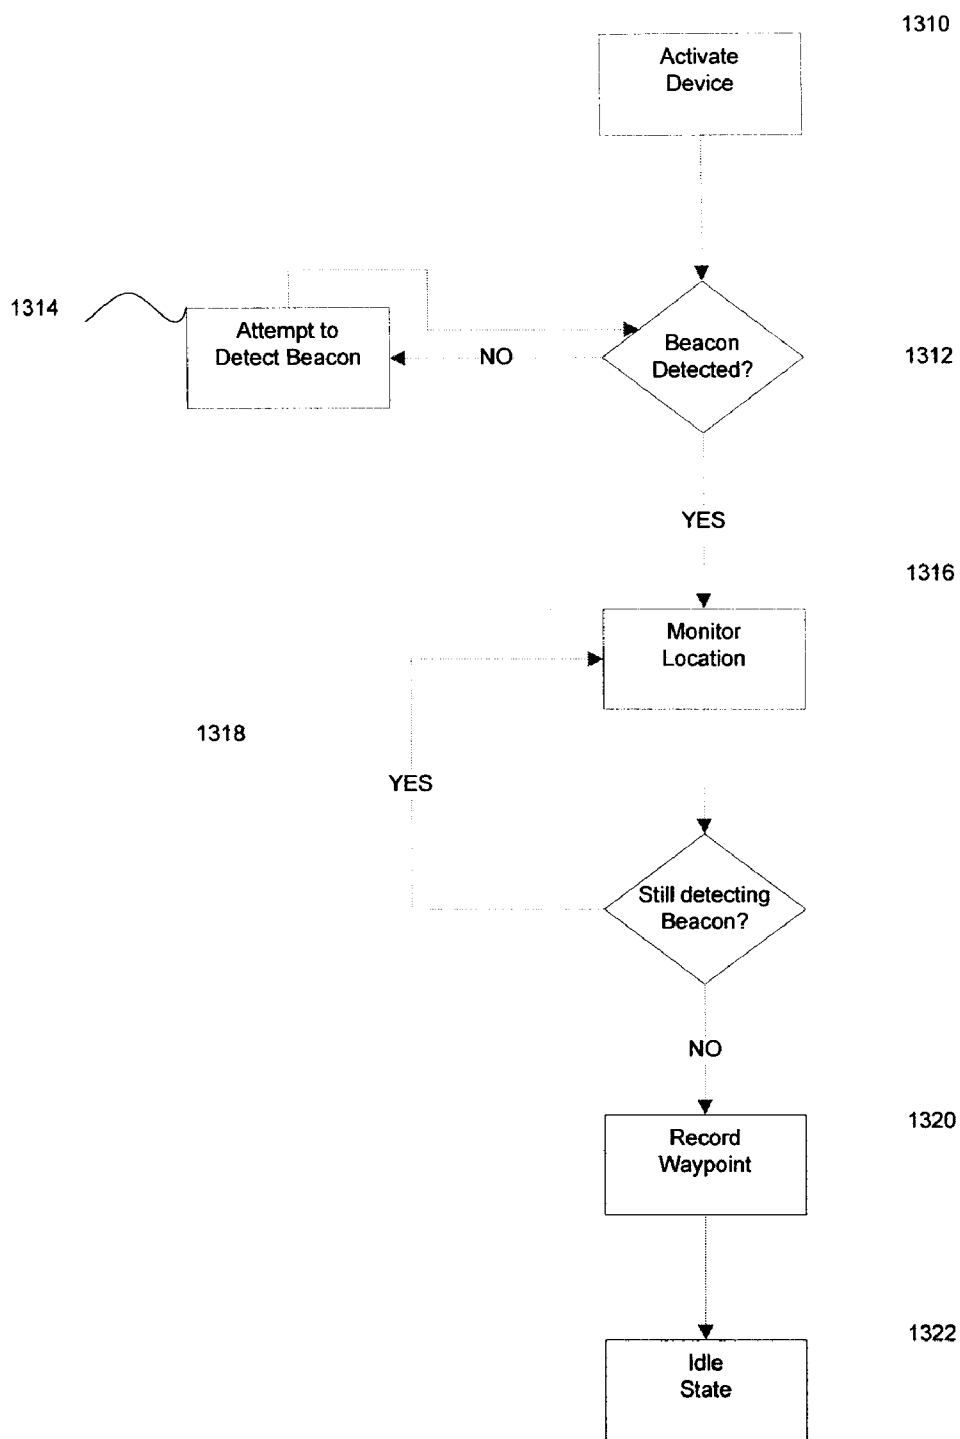 1310
Activate
Device
1314
Attempt to
Detect Beacon
NO
Beacon
Detected?
1312
YES
1316
Monitor
Location
1318
YES
Still detecting
Beacon?
NO
1320
Record
Waypoint
1322
Idle
State